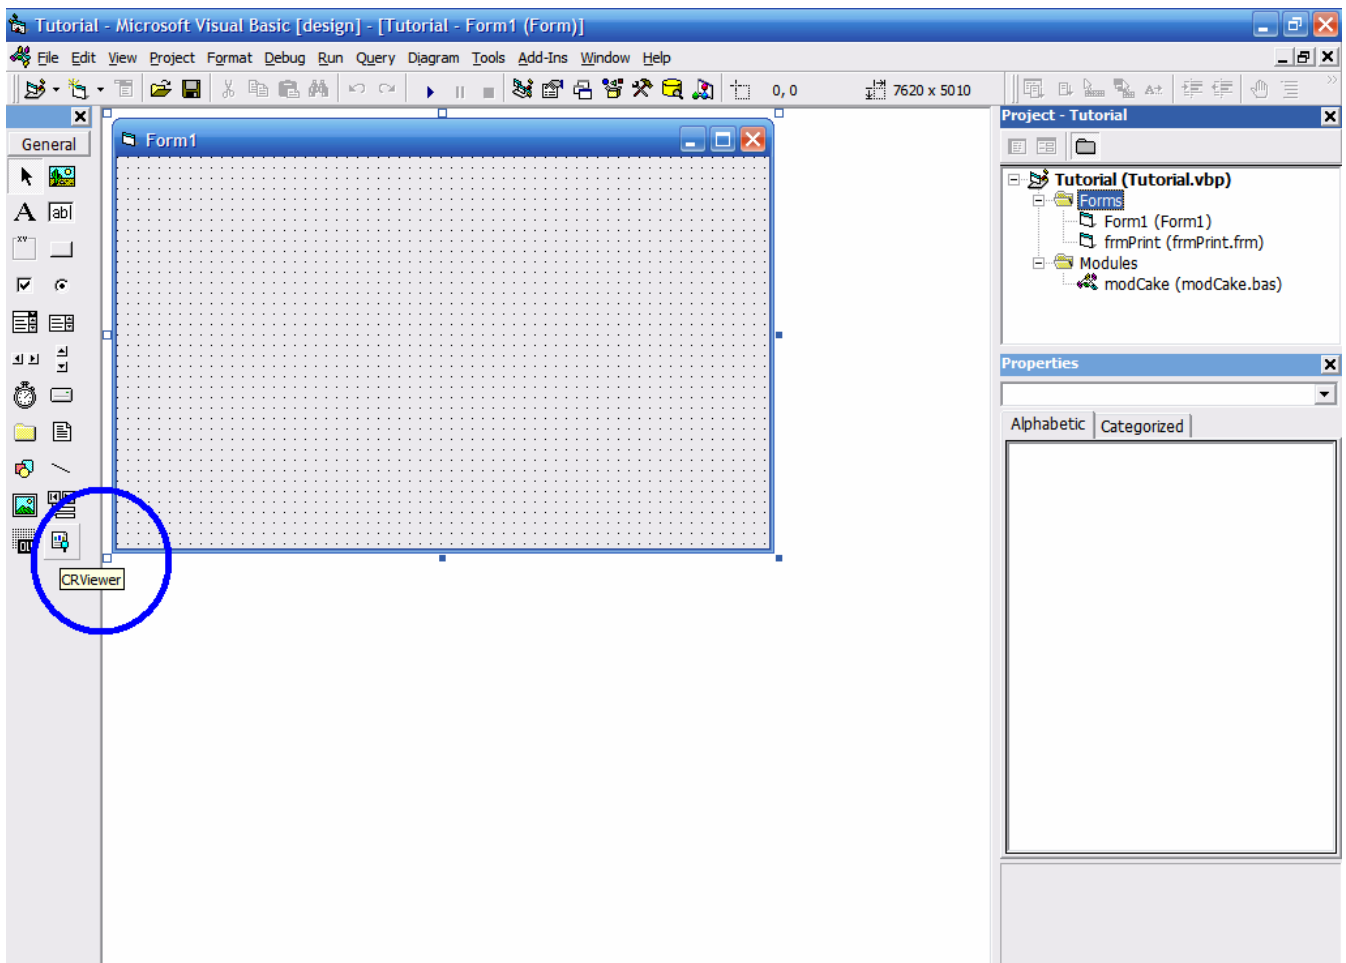 Tutorial - Microsoft Visual Basic [design] - [Tutorial - Form1 (Form)]
File Edit View Project Format Debug Run Query Diagram Tools Add-Ins Window Help
0, 0 7620 x 5010
General
A ab|
XY
Form1
CRViewer
Project - Tutorial
Tutorial (Tutorial.vbp)
Forms
Form1 (Form1)
frmPrint (frmPrint.frm)
Modules
modCake (modCake.bas)
Properties
Alphabetic Categorized